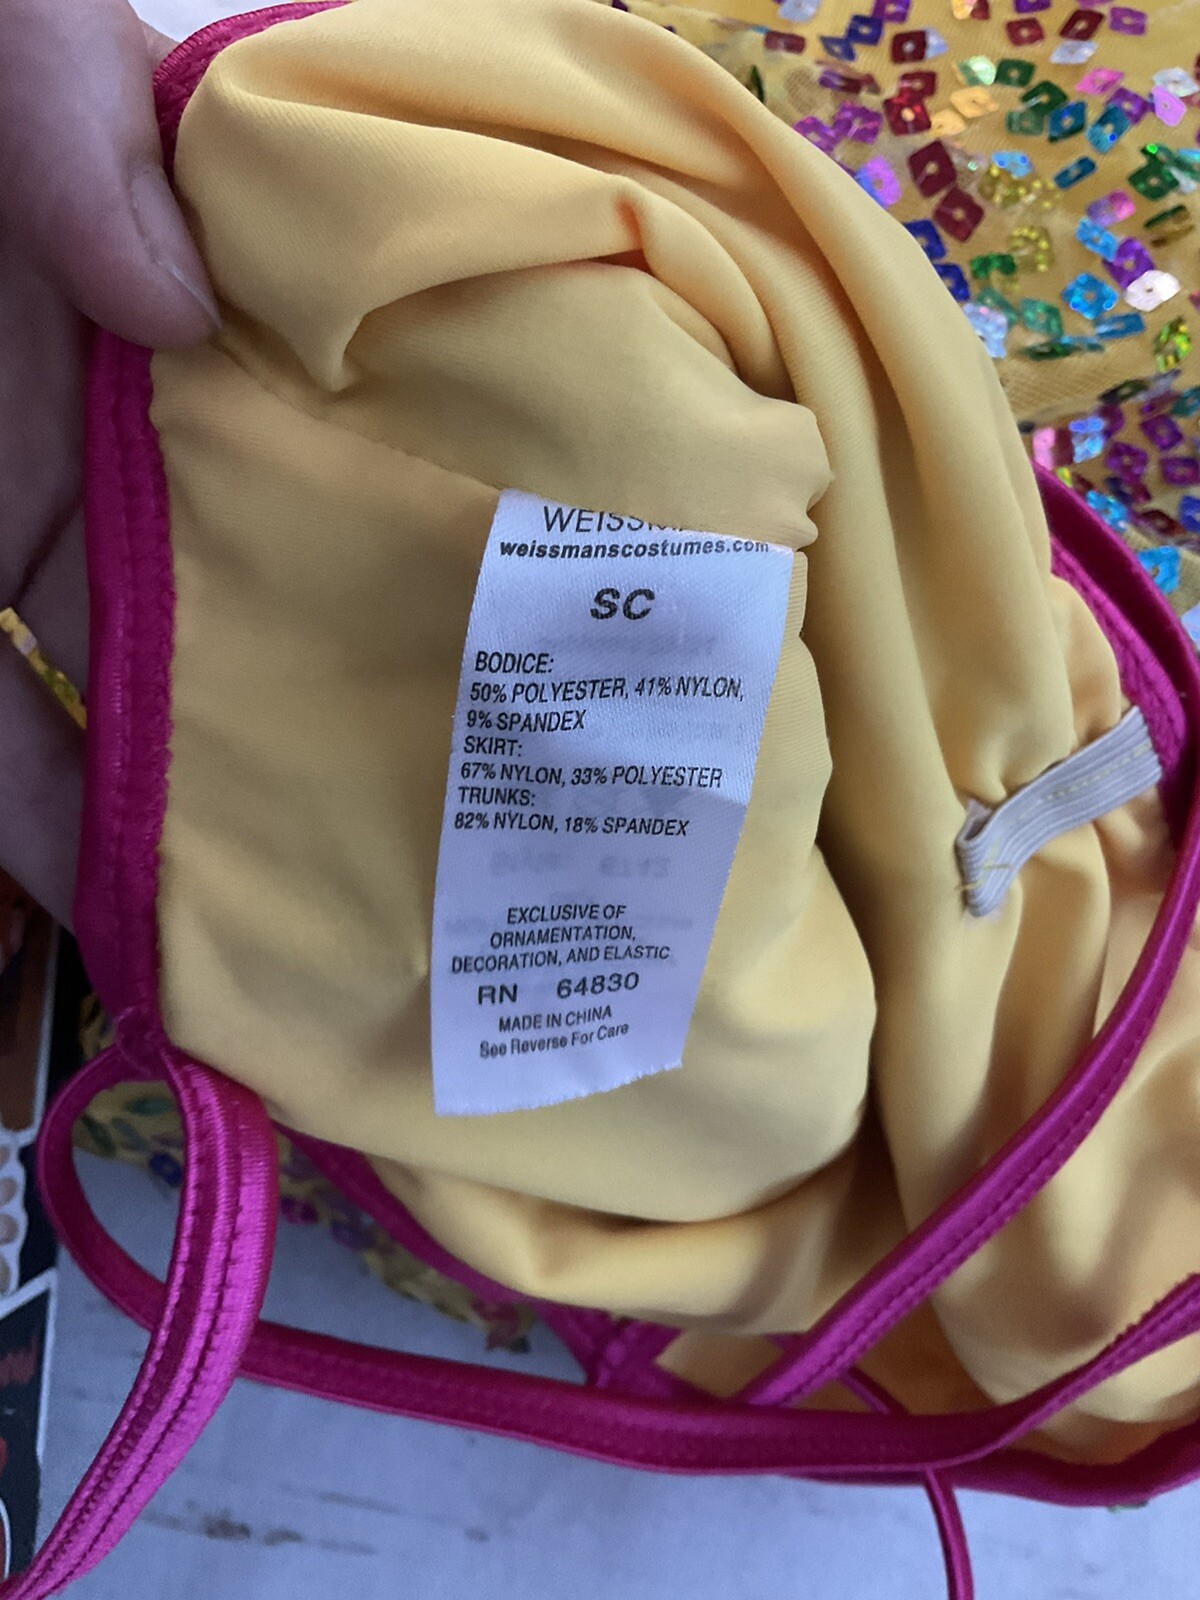 weissmanscostumes.com
SC
BODICE:
50% POLYESTER, 41% NYLON,
9% SPANDEX
SKIRT:
67% NYLON, 33% POLYESTER
TRUNKS:
82% NYLON, 18% SPANDEX
EXCLUSIVE OF
ORNAMENTATION,
DECORATION, AND ELASTIC
RN 64830
MADE IN CHINA
See Reverse For Care